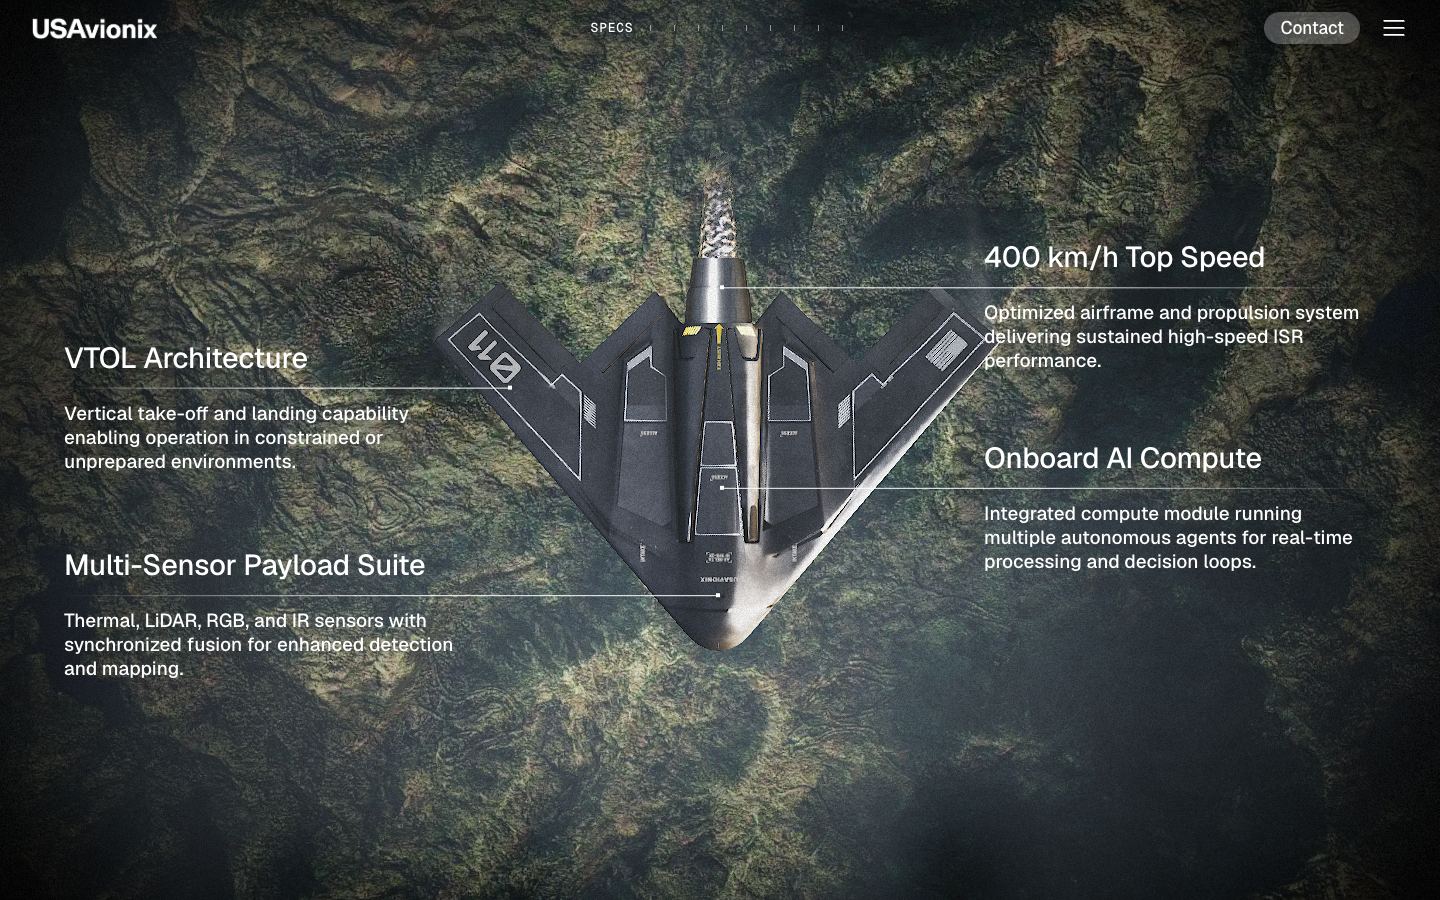 USAvionix
SPECS
Contact
400 km/h Top Speed
Optimized airframe and propulsion system
delivering sustained high-speed ISR
performance.
VTOL Architecture
Vertical take-off and landing capability
enabling operation in constrained or
unprepared environments.
Onboard AI Compute
Integrated compute module running
multiple autonomous agents for real-time
processing and decision loops.
Multi-Sensor Payload Suite
Thermal, LiDAR, RGB, and IR sensors with
synchronized fusion for enhanced detection
and mapping.
011
EXHAUST
USAVIONIX